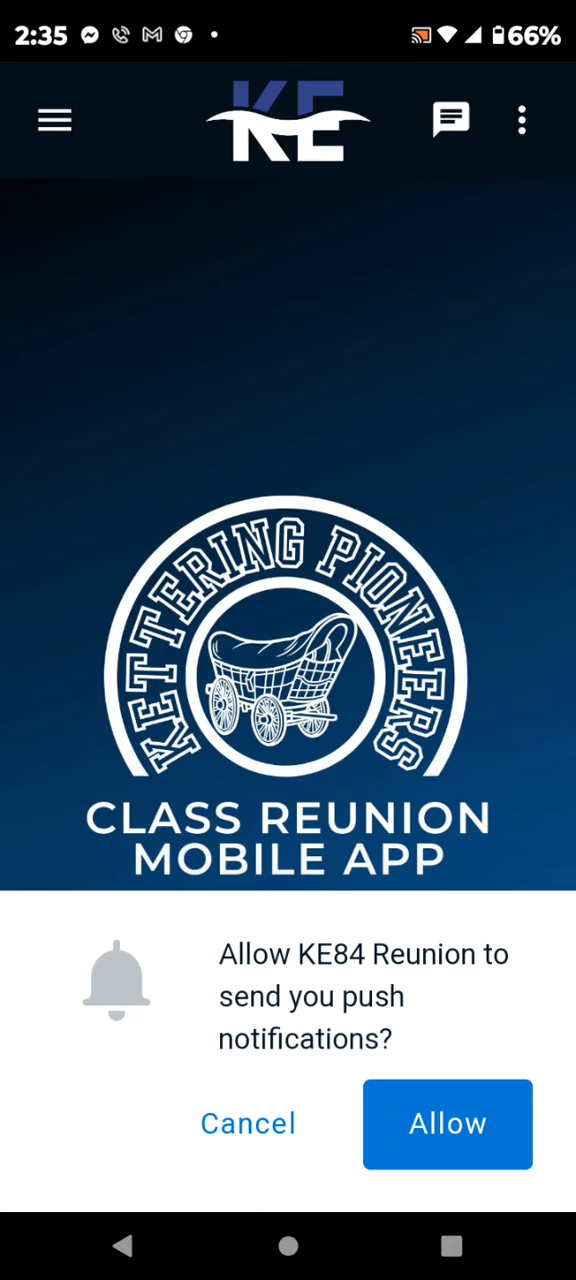 2:35
66%
KE
KETTERING PIONEERS
CLASS REUNION
MOBILE APP
Allow KE84 Reunion to
send you push
notifications?
Cancel
Allow